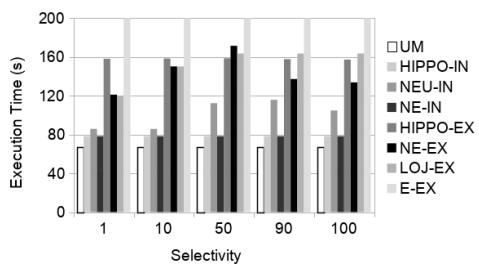 200
160
120
80
40
0
Execution Time (s)
1 10 50 90 100
Selectivity
UM
HIPPO-IN
NEU-IN
NE-IN
HIPPO-EX
NE-EX
LOJ-EX
E-EX